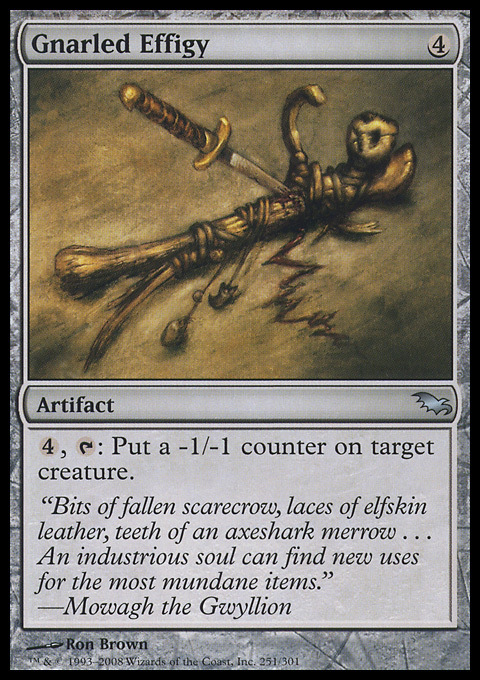 Gnarled Effigy 4
Artifact
4, : Put a -1/-1 counter on target
creature.
“Bits of fallen scarecrow, laces of elfskin
leather, teeth of an axeshark merrow . . .
An industrious soul can find new uses
for the most mundane items.”
—Mowagh the Gwyllion
Ron Brown
™ & © 1993–2008 Wizards of the Coast, Inc. 251/301